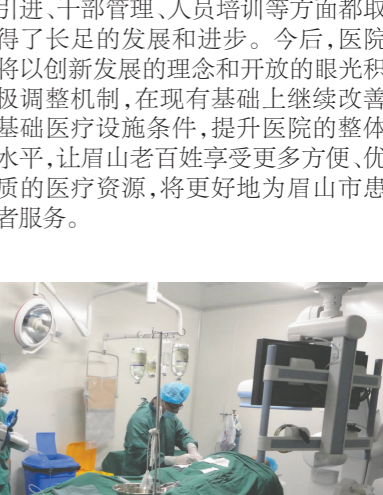 引进、干部管理、人员培训等方面都取
得了长足的发展和进步。今后,医院
将以创新发展的理念和开放的眼光积
极调整机制,在现有基础上继续改善
基础医疗设施条件,提升医院的整体
水平,让眉山老百姓享受更多方便、优
质的医疗资源,将更好地为眉山市患
者服务。